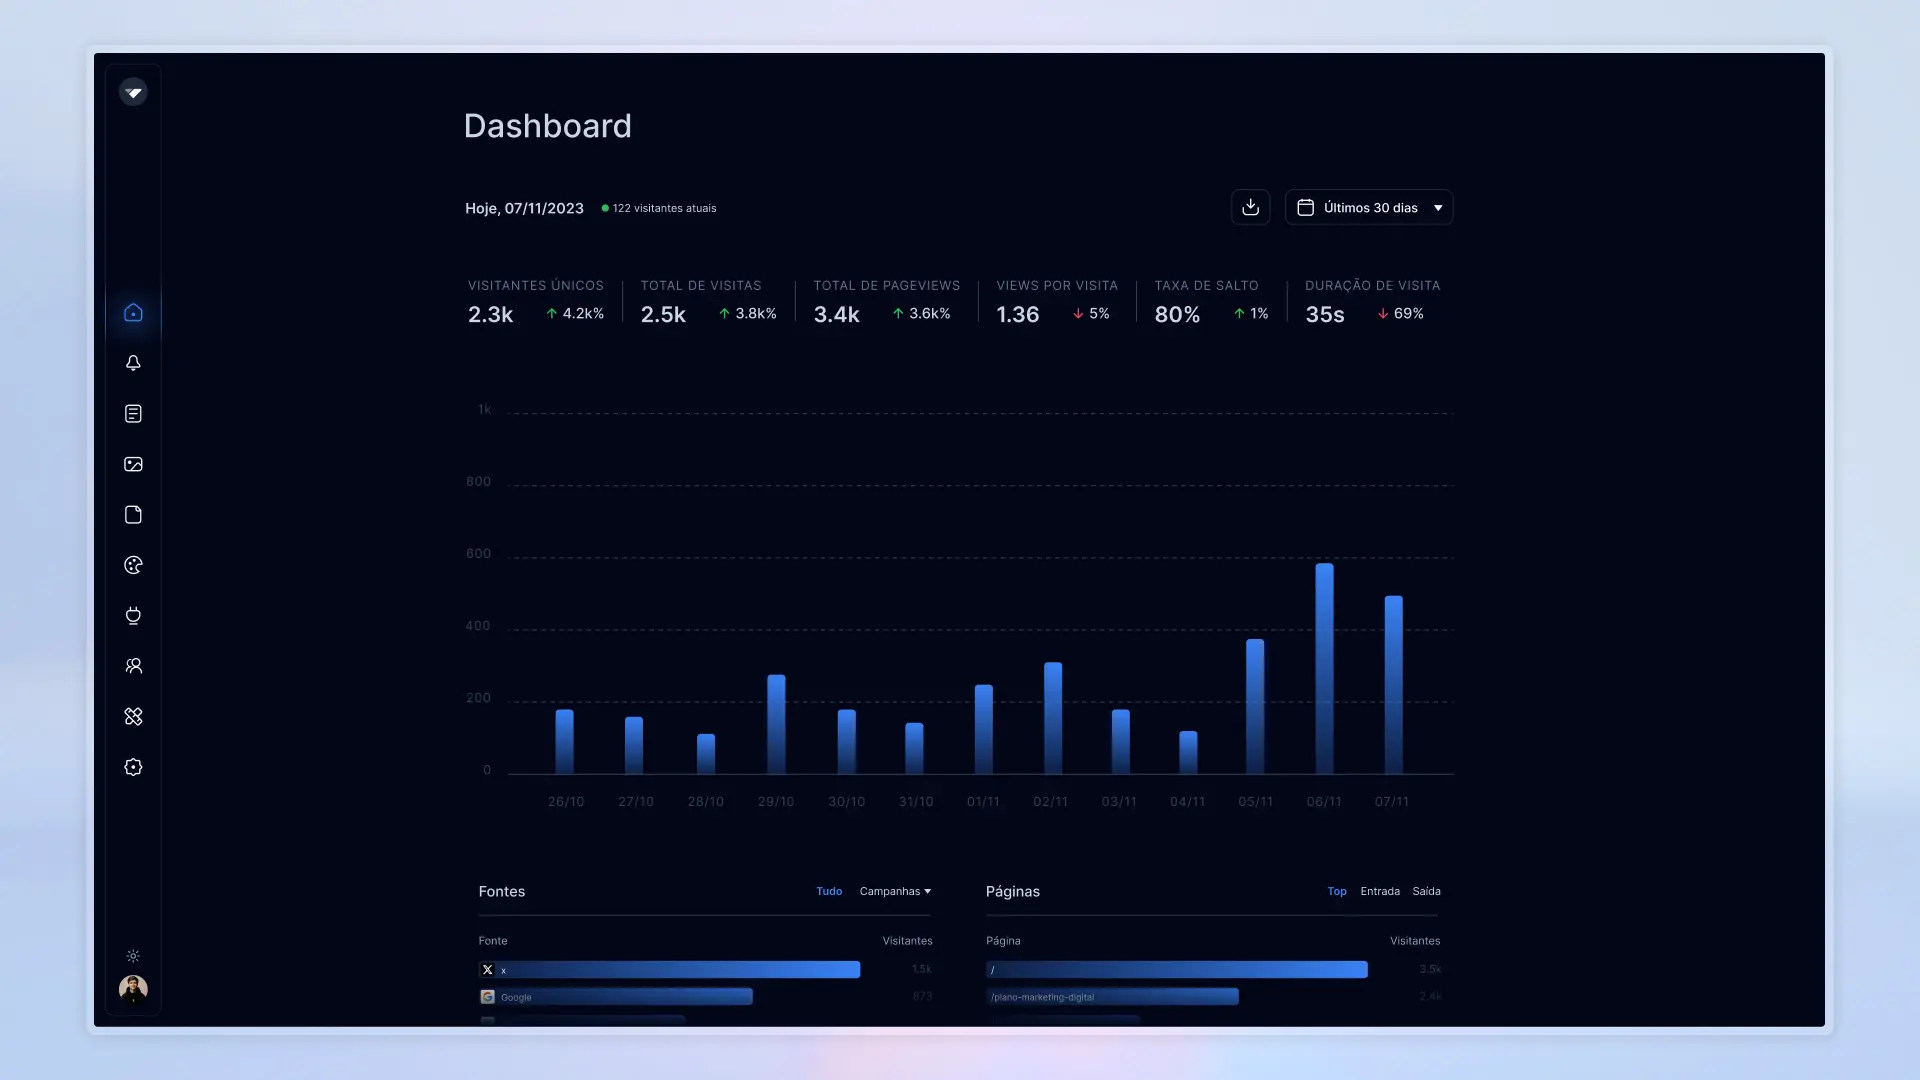 Dashboard
Hoje, 07/11/2023 122 visitantes atuais Últimos 30 dias
VISITANTES ÚNICOS TOTAL DE VISITAS TOTAL DE PAGEVIEWS VIEWS POR VISITA TAXA DE SALTO DURAÇÃO DE VISITA
2.3k 4.2k% 2.5k 3.8k% 3.4k 3.6k% 1.36 5% 80% 1% 35s 69%
1k
800
600
400
200
0
26/10 27/10 28/10 29/10 30/10 31/10 01/11 02/11 03/11 04/11 05/11 06/11 07/11
Fontes Tudo Campanhas Páginas Top Entrada Saída
Fonte Visitantes Página Visitantes
x 1.5k / 3.5k
Google 873 /plano-marketing-digital 2.4k